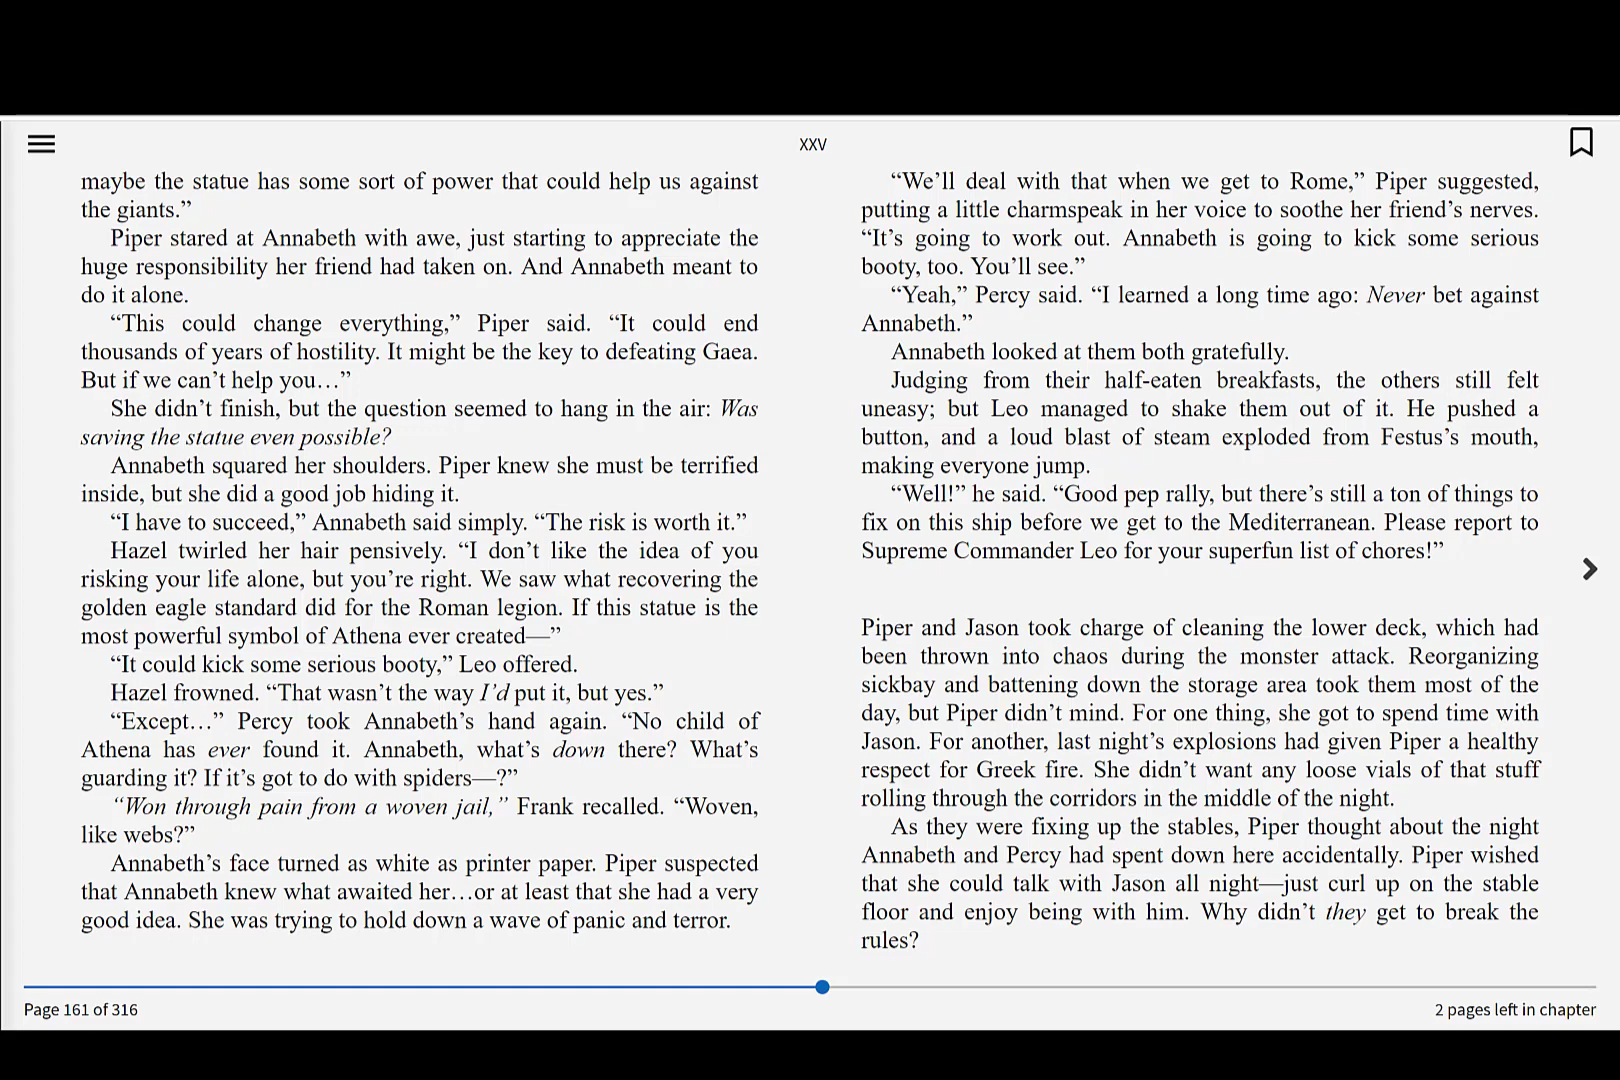 XXV
maybe the statue has some sort of power that could help us against
the giants.”
Piper stared at Annabeth with awe, just starting to appreciate the
huge responsibility her friend had taken on. And Annabeth meant to
do it alone.
“This could change everything,” Piper said. “It could end
thousands of years of hostility. It might be the key to defeating Gaea.
But if we can’t help you…”
She didn’t finish, but the question seemed to hang in the air: Was
saving the statue even possible?
Annabeth squared her shoulders. Piper knew she must be terrified
inside, but she did a good job hiding it.
“I have to succeed,” Annabeth said simply. “The risk is worth it.”
Hazel twirled her hair pensively. “I don’t like the idea of you
risking your life alone, but you’re right. We saw what recovering the
golden eagle standard did for the Roman legion. If this statue is the
most powerful symbol of Athena ever created—”
“It could kick some serious booty,” Leo offered.
Hazel frowned. “That wasn’t the way I’d put it, but yes.”
“Except…” Percy took Annabeth’s hand again. “No child of
Athena has ever found it. Annabeth, what’s down there? What’s
guarding it? If it’s got to do with spiders—?”
“Won through pain from a woven jail,” Frank recalled. “Woven,
like webs?”
Annabeth’s face turned as white as printer paper. Piper suspected
that Annabeth knew what awaited her…or at least that she had a very
good idea. She was trying to hold down a wave of panic and terror.
“We’ll deal with that when we get to Rome,” Piper suggested,
putting a little charmspeak in her voice to soothe her friend’s nerves.
“It’s going to work out. Annabeth is going to kick some serious
booty, too. You’ll see.”
“Yeah,” Percy said. “I learned a long time ago: Never bet against
Annabeth.”
Annabeth looked at them both gratefully.
Judging from their half-eaten breakfasts, the others still felt
uneasy; but Leo managed to shake them out of it. He pushed a
button, and a loud blast of steam exploded from Festus’s mouth,
making everyone jump.
“Well!” he said. “Good pep rally, but there’s still a ton of things to
fix on this ship before we get to the Mediterranean. Please report to
Supreme Commander Leo for your superfun list of chores!”
Piper and Jason took charge of cleaning the lower deck, which had
been thrown into chaos during the monster attack. Reorganizing
sickbay and battening down the storage area took them most of the
day, but Piper didn’t mind. For one thing, she got to spend time with
Jason. For another, last night’s explosions had given Piper a healthy
respect for Greek fire. She didn’t want any loose vials of that stuff
rolling through the corridors in the middle of the night.
As they were fixing up the stables, Piper thought about the night
Annabeth and Percy had spent down here accidentally. Piper wished
that she could talk with Jason all night—just curl up on the stable
floor and enjoy being with him. Why didn’t they get to break the
rules?
Page 161 of 316
2 pages left in chapter